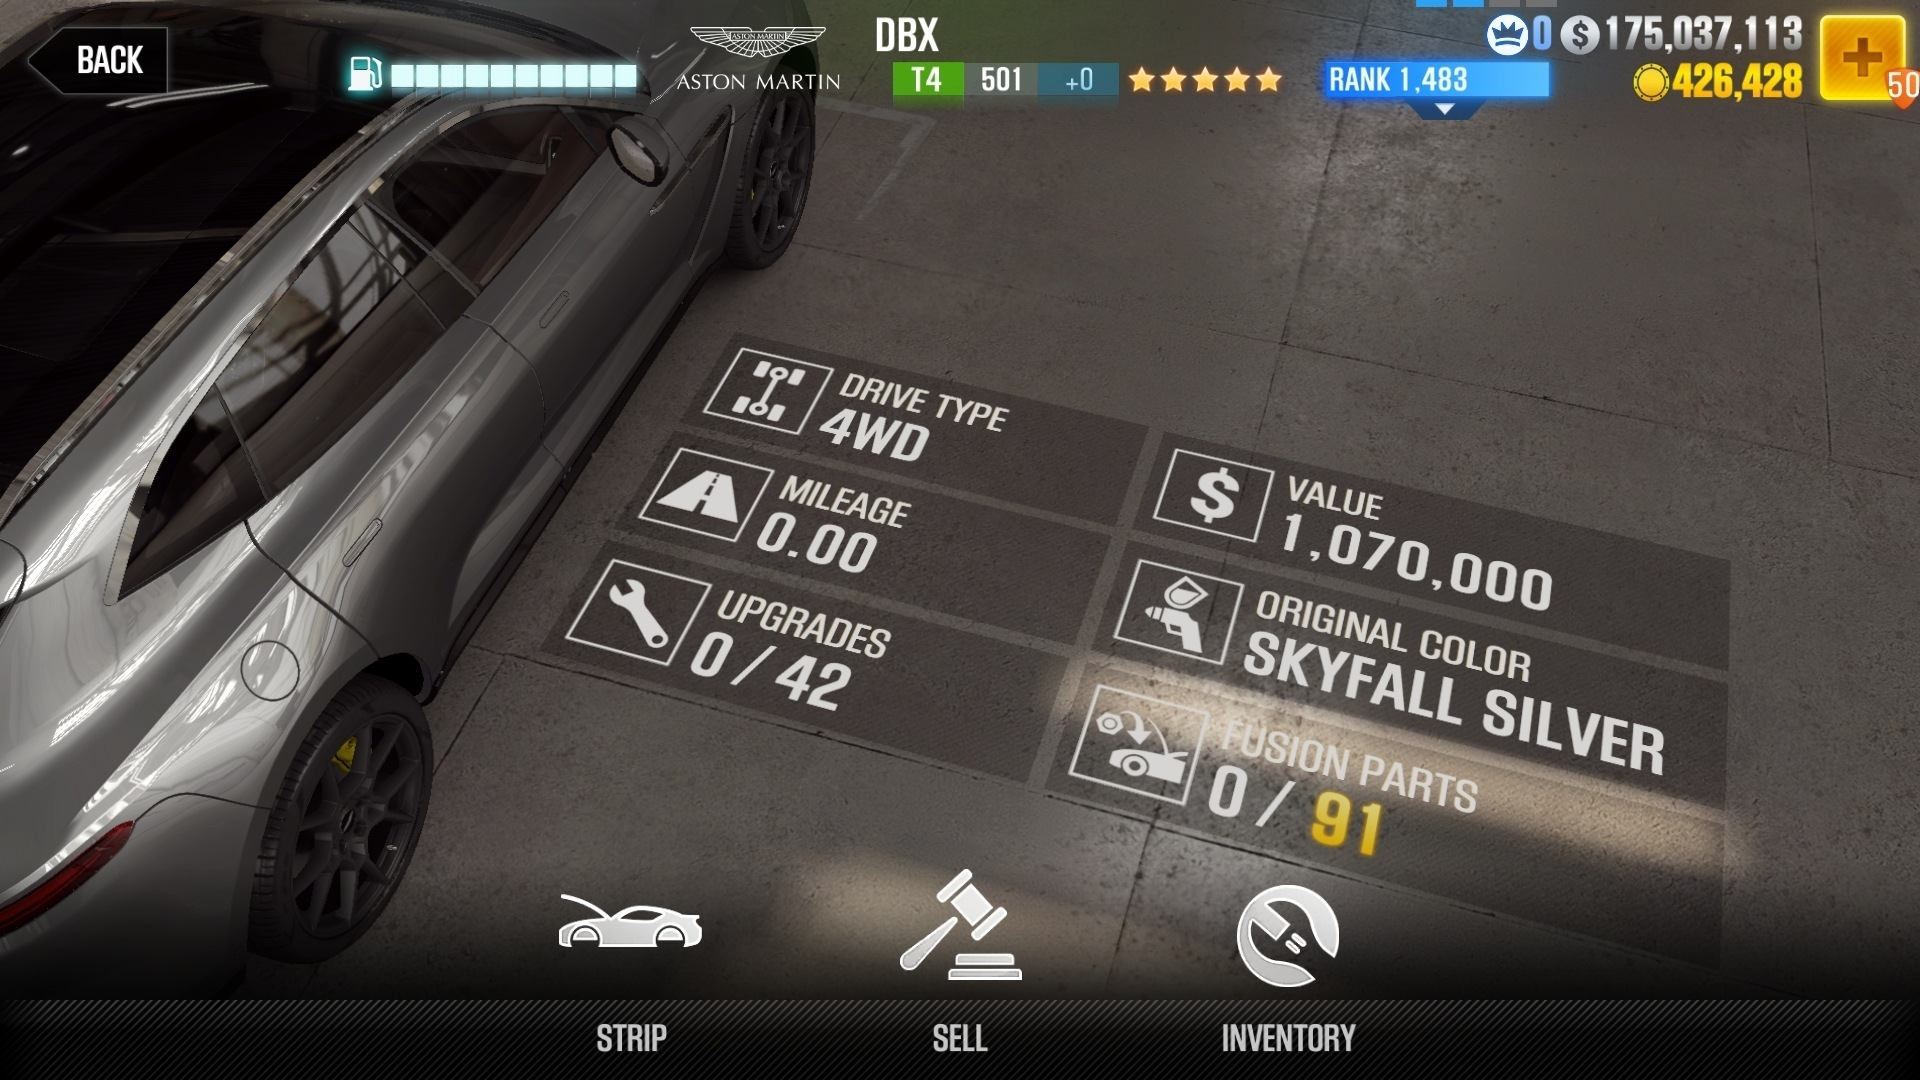 BACK
ASTON MARTIN
ASTON MARTIN
DBX
T4 501 +0
RANK 1,483
0 $ 175,037,113
426,428
50
DRIVE TYPE
4WD
MILEAGE
0.00
UPGRADES
0/42
$ VALUE
1,070,000
ORIGINAL COLOR
SKYFALL SILVER
FUSION PARTS
0/91
STRIP
SELL
INVENTORY